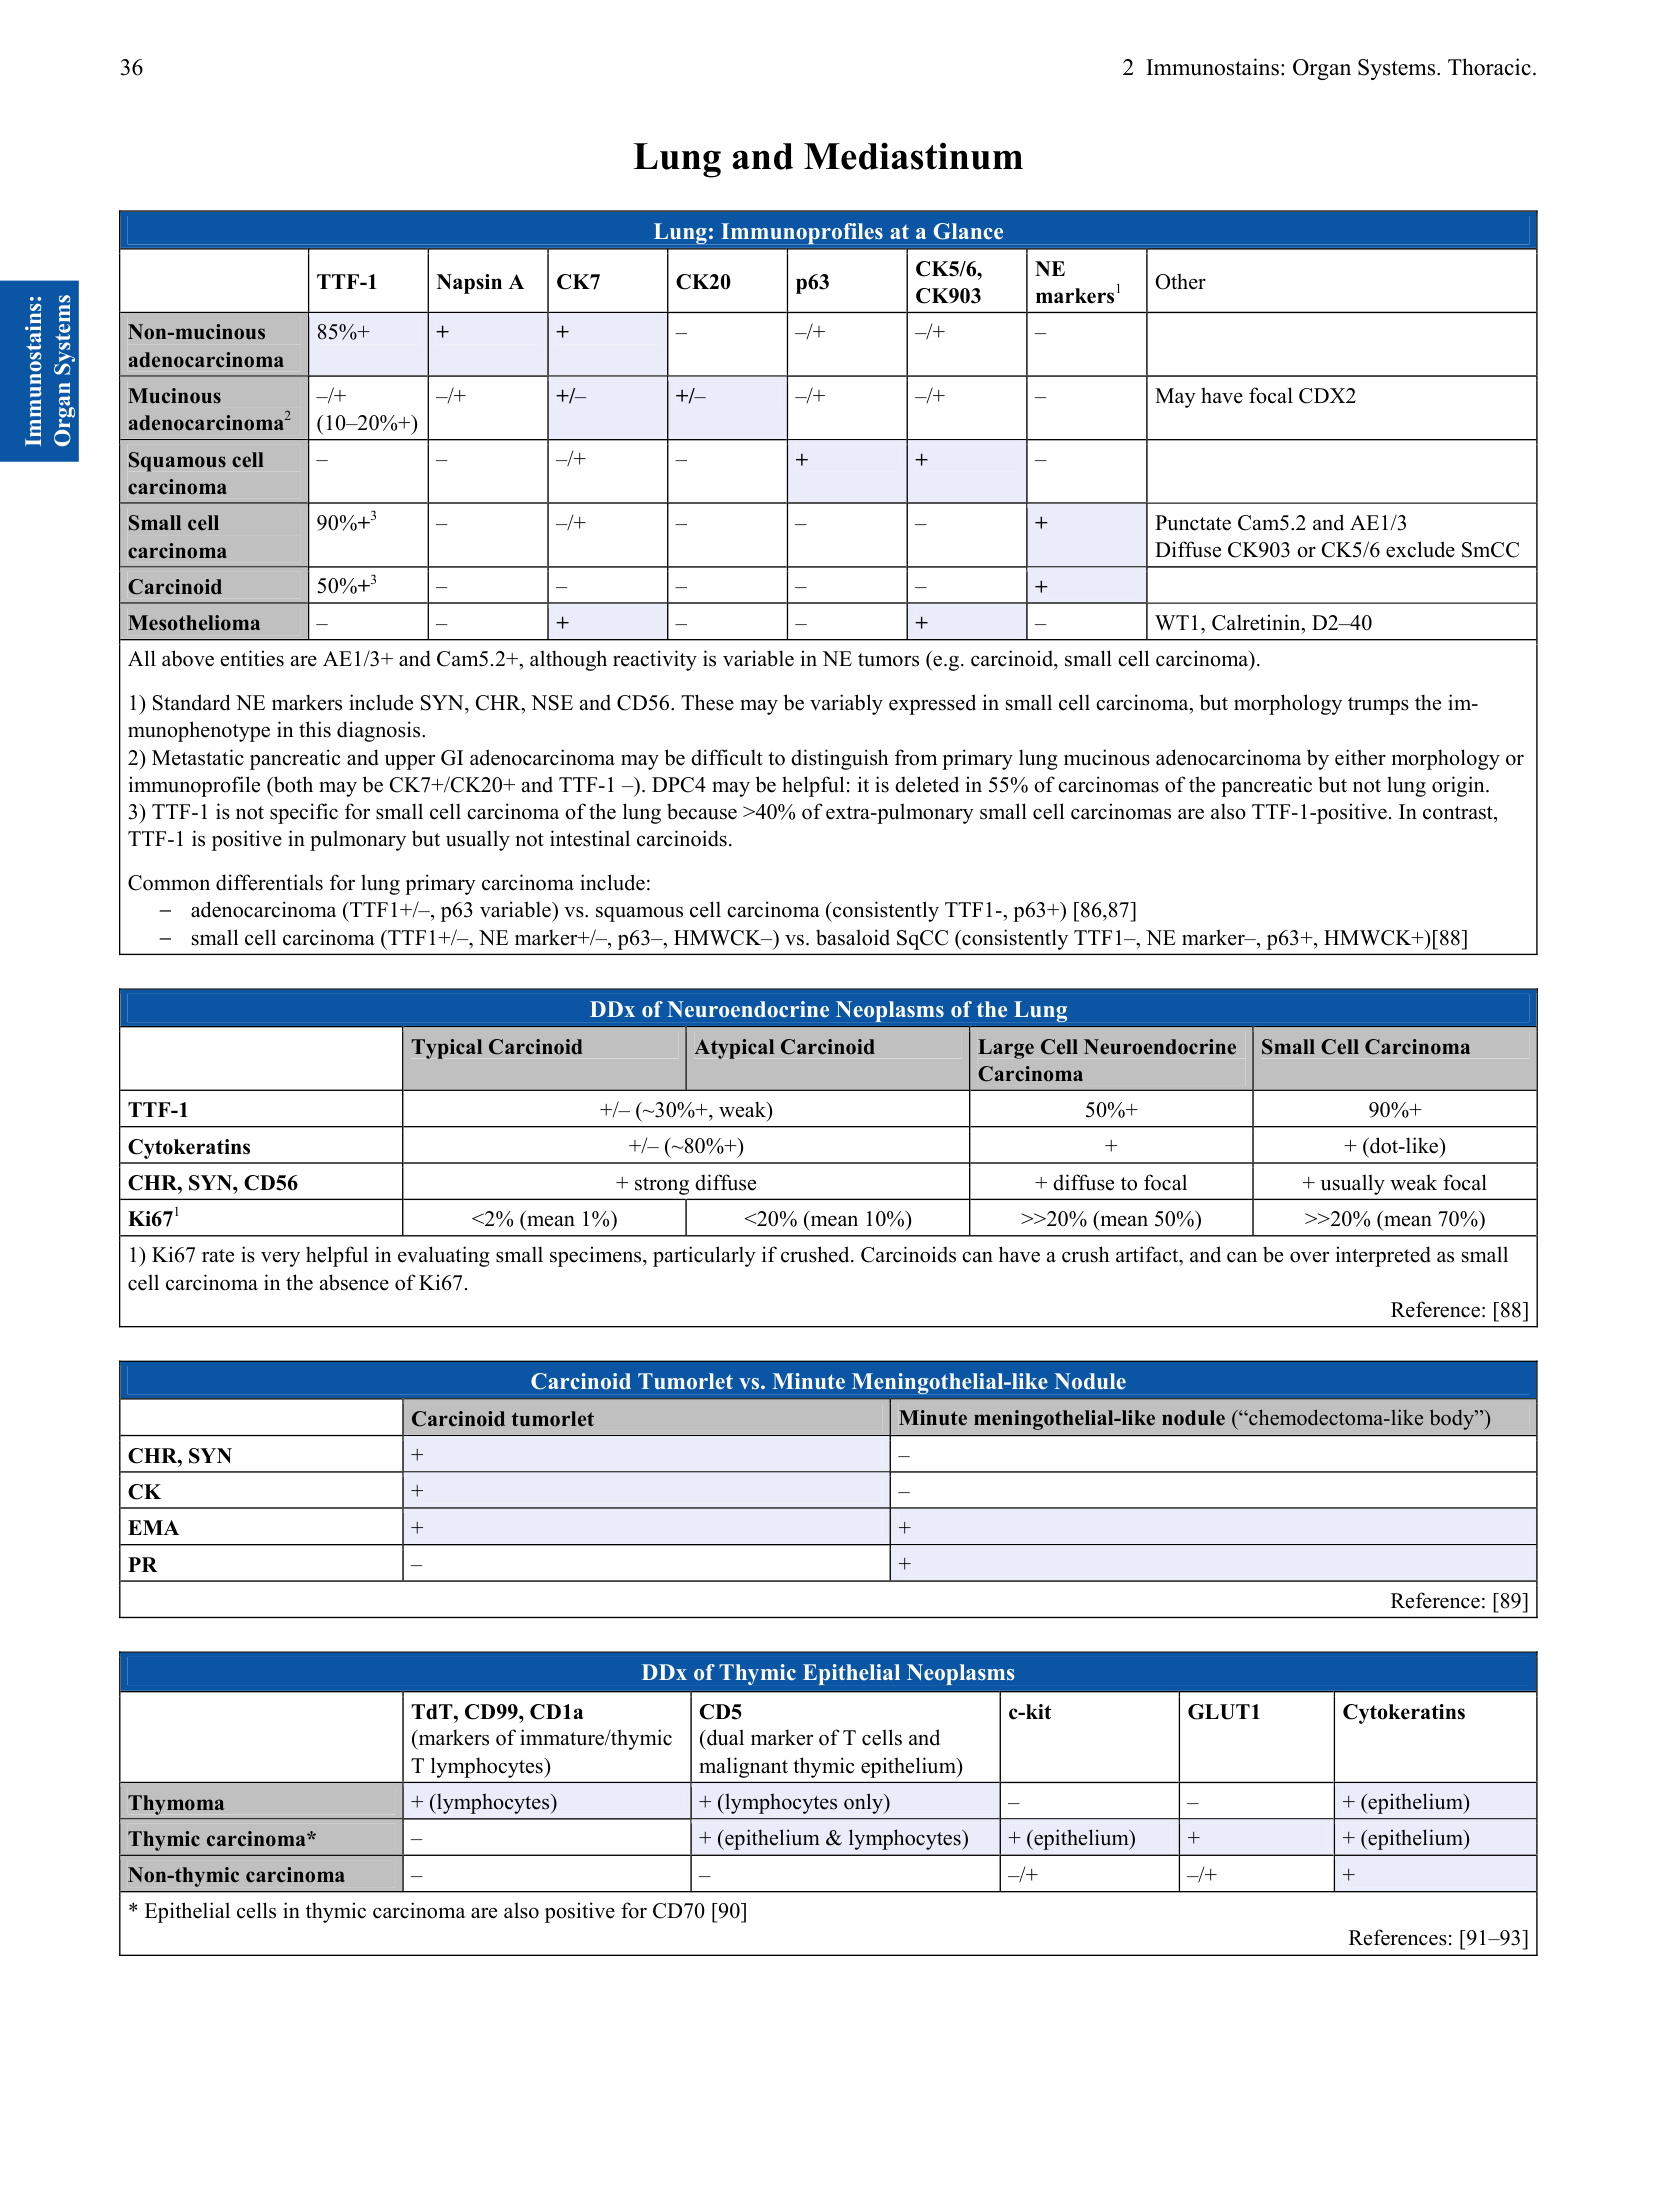 36
2 Immunostains: Organ Systems. Thoracic.
Lung and Mediastinum
Immunostains:
Organ Systems
Lung: Immunoprofiles at a Glance
TTF-1 Napsin A CK7 CK20 p63 CK5/6, CK903 NE markers1 Other
Non-mucinous adenocarcinoma 85%+ + + – –/+ –/+ –
Mucinous adenocarcinoma2 –/+ (10–20%+) –/+ +/– +/– –/+ –/+ – May have focal CDX2
Squamous cell carcinoma – – –/+ – + + –
Small cell carcinoma 90%+3 – –/+ – – – + Punctate Cam5.2 and AE1/3
Diffuse CK903 or CK5/6 exclude SmCC
Carcinoid 50%+3 – – – – – +
Mesothelioma – – + – – + – WT1, Calretinin, D2–40
All above entities are AE1/3+ and Cam5.2+, although reactivity is variable in NE tumors (e.g. carcinoid, small cell carcinoma).
1) Standard NE markers include SYN, CHR, NSE and CD56. These may be variably expressed in small cell carcinoma, but morphology trumps the im-
munophenotype in this diagnosis.
2) Metastatic pancreatic and upper GI adenocarcinoma may be difficult to distinguish from primary lung mucinous adenocarcinoma by either morphology or
immunoprofile (both may be CK7+/CK20+ and TTF-1 –). DPC4 may be helpful: it is deleted in 55% of carcinomas of the pancreatic but not lung origin.
3) TTF-1 is not specific for small cell carcinoma of the lung because >40% of extra-pulmonary small cell carcinomas are also TTF-1-positive. In contrast,
TTF-1 is positive in pulmonary but usually not intestinal carcinoids.
Common differentials for lung primary carcinoma include:
– adenocarcinoma (TTF1+/–, p63 variable) vs. squamous cell carcinoma (consistently TTF1-, p63+) [86,87]
– small cell carcinoma (TTF1+/–, NE marker+/–, p63–, HMWCK–) vs. basaloid SqCC (consistently TTF1–, NE marker–, p63+, HMWCK+)[88]
DDx of Neuroendocrine Neoplasms of the Lung
Typical Carcinoid Atypical Carcinoid Large Cell Neuroendocrine Carcinoma Small Cell Carcinoma
TTF-1 +/– (~30%+, weak) 50%+ 90%+
Cytokeratins +/– (~80%+) + + (dot-like)
CHR, SYN, CD56 + strong diffuse + diffuse to focal + usually weak focal
Ki671 <2% (mean 1%) <20% (mean 10%) >>20% (mean 50%) >>20% (mean 70%)
1) Ki67 rate is very helpful in evaluating small specimens, particularly if crushed. Carcinoids can have a crush artifact, and can be over interpreted as small
cell carcinoma in the absence of Ki67.
Reference: [88]
Carcinoid Tumorlet vs. Minute Meningothelial-like Nodule
Carcinoid tumorlet Minute meningothelial-like nodule (“chemodectoma-like body”)
CHR, SYN + –
CK + –
EMA + +
PR – +
Reference: [89]
DDx of Thymic Epithelial Neoplasms
TdT, CD99, CD1a (markers of immature/thymic T lymphocytes) CD5 (dual marker of T cells and malignant thymic epithelium) c-kit GLUT1 Cytokeratins
Thymoma + (lymphocytes) + (lymphocytes only) – – + (epithelium)
Thymic carcinoma* – + (epithelium & lymphocytes) + (epithelium) + + (epithelium)
Non-thymic carcinoma – – –/+ –/+ +
* Epithelial cells in thymic carcinoma are also positive for CD70 [90]
References: [91–93]